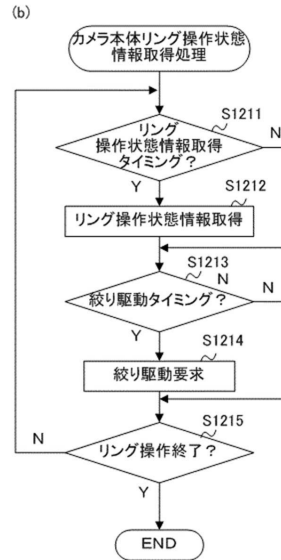 (b)
カメラ本体リング操作状態
情報取得処理
S1211
リング
操作状態情報取得
タイミング？
N
Y
S1212
リング操作状態情報取得
S1213
N
絞り駆動タイミング？
N
Y
S1214
絞り駆動要求
S1215
N
リング操作終了？
Y
END